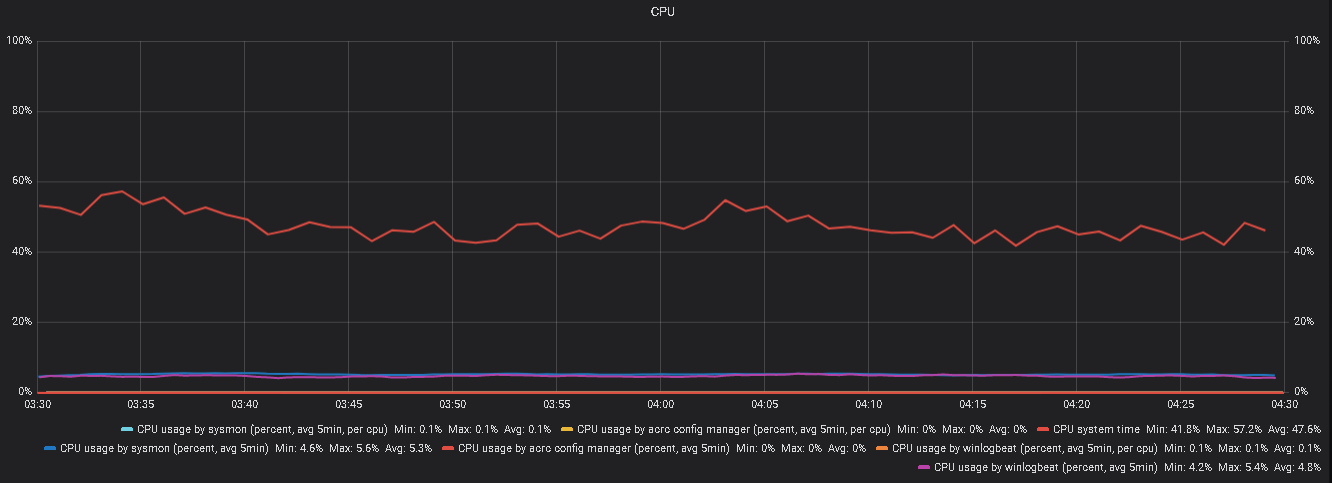 CPU
100% 100%
80% 80%
60% 60%
40% 40%
20% 20%
0% 0%
03:30 03:35 03:40 03:45 03:50 03:55 04:00 04:05 04:10 04:15 04:20 04:25 04:30
CPU usage by sysmon (percent, avg 5min, per cpu) Min: 0.1% Max: 0.1% Avg: 0.1% CPU usage by acrc config manager (percent, avg 5min, per cpu) Min: 0% Max: 0% Avg: 0% CPU system time Min: 41.8% Max: 57.2% Avg: 47.6%
CPU usage by sysmon (percent, avg 5min) Min: 4.6% Max: 5.6% Avg: 5.3% CPU usage by acrc config manager (percent, avg 5min) Min: 0% Max: 0% Avg: 0% CPU usage by winlogbeat (percent, avg 5min, per cpu) Min: 0.1% Max: 0.1% Avg: 0.1%
CPU usage by winlogbeat (percent, avg 5min) Min: 4.2% Max: 5.4% Avg: 4.8%